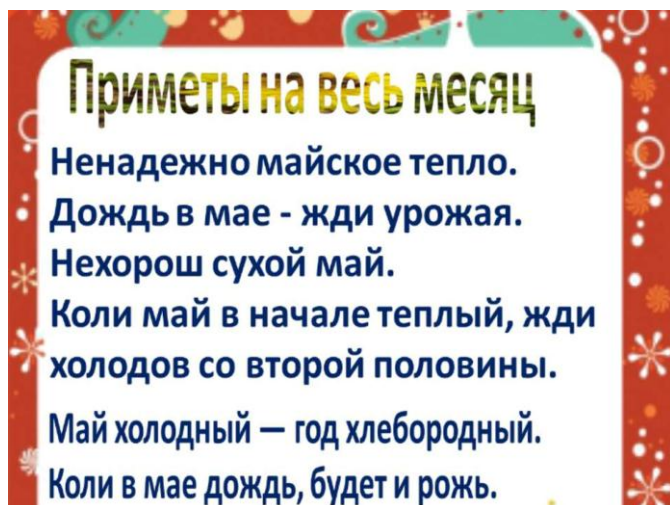 Приметы на весь месяц
Ненадежно майское тепло.
Дождь в мае - жди урожая.
Нехорош сухой май.
Коли май в начале теплый, жди
холодов со второй половины.
Май холодный — год хлебородный.
Коли в мае дождь, будет и рожь.